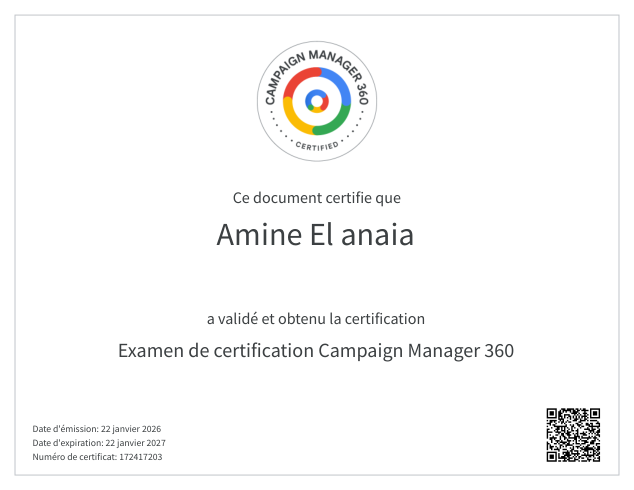 CAMPAIGN MANAGER 360
CERTIFIED
Ce document certifie que
Amine El anaia
a validé et obtenu la certification
Examen de certification Campaign Manager 360
Date d'émission: 22 janvier 2026
Date d'expiration: 22 janvier 2027
Numéro de certificat: 172417203